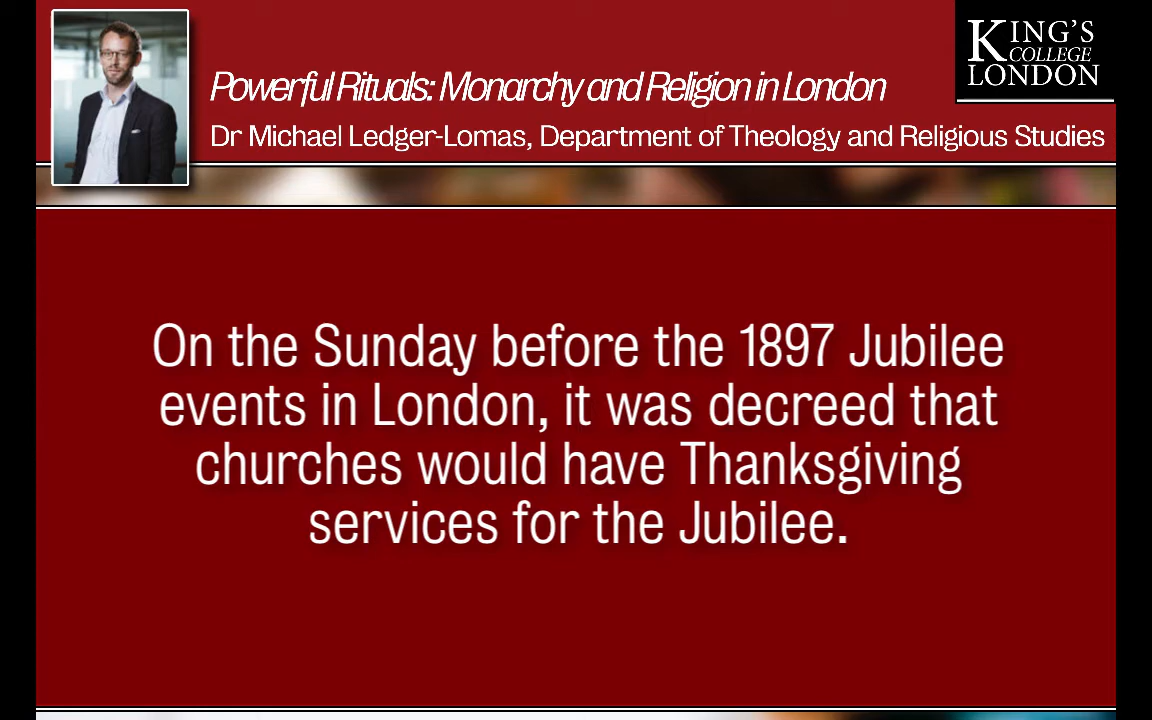 Powerful Rituals: Monarchy and Religion in London
Dr Michael Ledger-Lomas, Department of Theology and Religious Studies
KING'S
COLLEGE
LONDON
On the Sunday before the 1897 Jubilee
events in London, it was decreed that
churches would have Thanksgiving
services for the Jubilee.